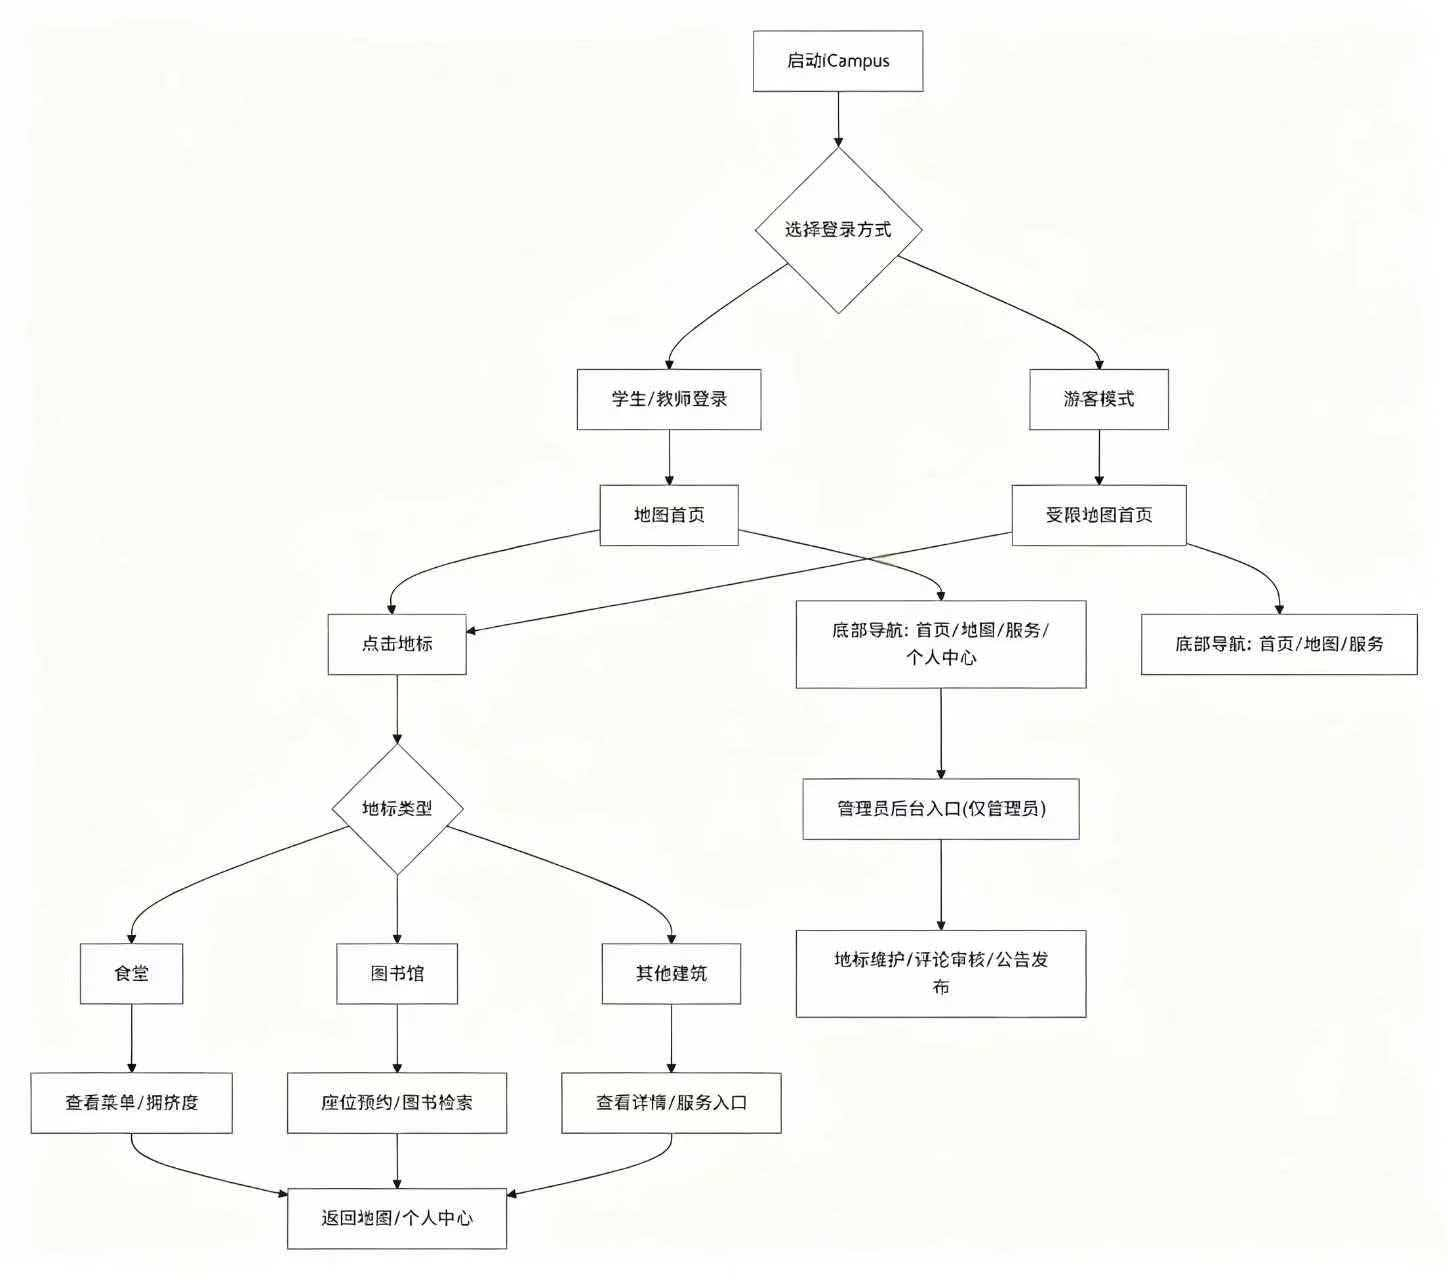 启动iCampus
选择登录方式
学生/教师登录
游客模式
地图首页
受限地图首页
点击地标
底部导航: 首页/地图/服务/
个人中心
底部导航: 首页/地图/服务
地标类型
管理员后台入口(仅管理员)
食堂
图书馆
其他建筑
地标维护/评论审核/公告发
布
查看菜单/拥挤度
座位预约/图书检索
查看详情/服务入口
返回地图/个人中心